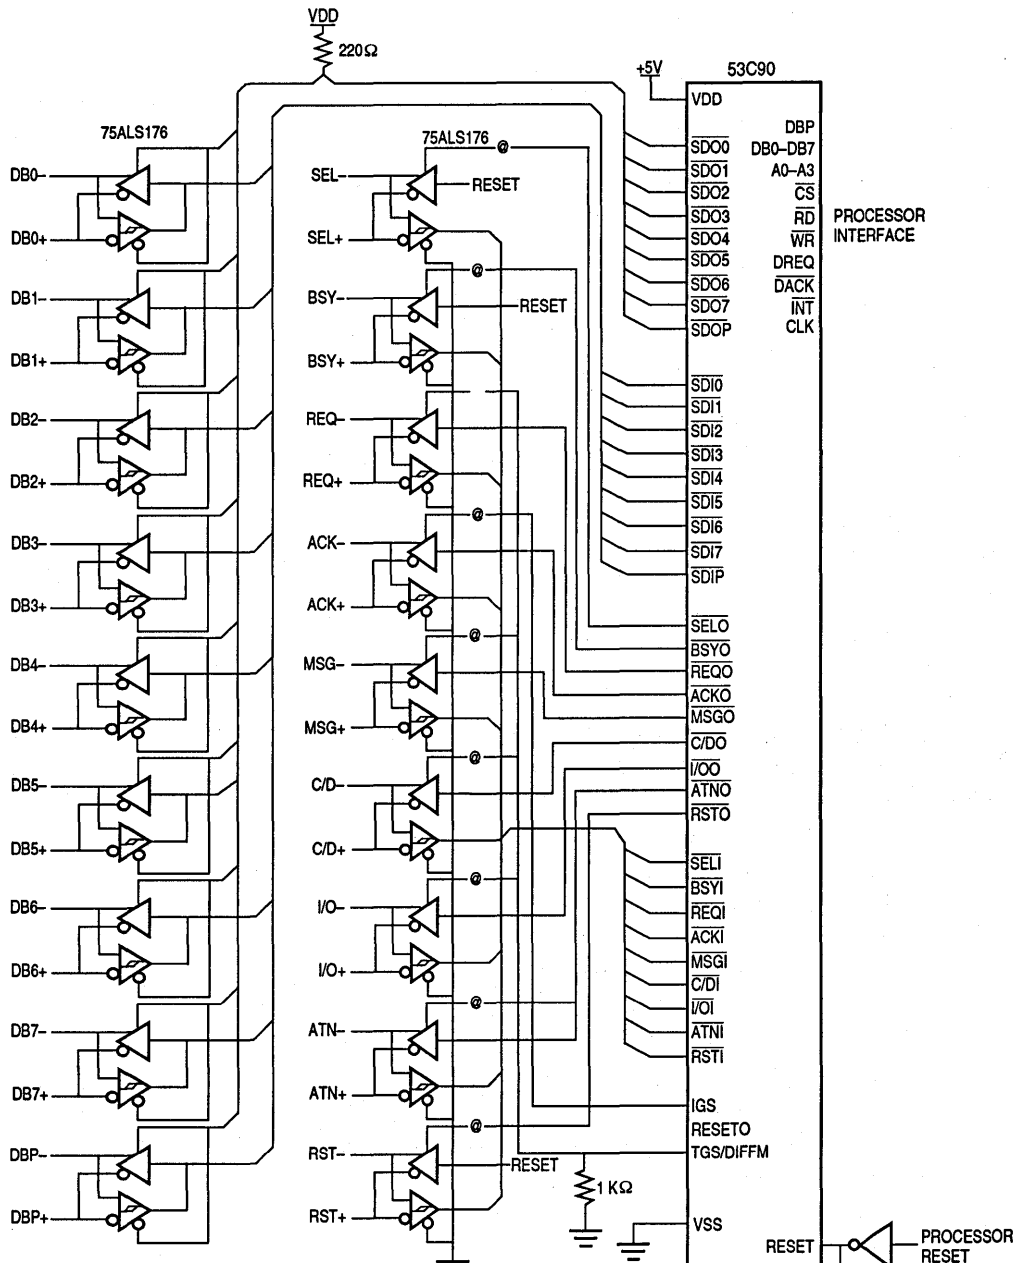 VDD
220Ω
+5V
53C90
VDD
75ALS176
75ALS176 @
DBP
DB0-
SEL-
RESET
SDO0
DB0-DB7
SDO1
A0-A3
SDO2
CS
SDO3
RD
PROCESSOR
INTERFACE
DB0+
SEL+
SDO4
WR
SDO5
DREQ
@
SDO6
DACK
DB1-
BSY-
RESET
SDO7
INT
SDOP
CLK
DB1+
BSY+
SDI0
SDI1
DB2-
REQ-
SDI2
SDI3
DB2+
REQ+
SDI4
SDI5
@
SDI6
DB3-
ACK-
SDI7
SDIP
DB3+
ACK+
SELO
@
BSYO
DB4-
MSG-
REQO
ACKO
DB4+
MSG+
MSGO
C/DO
@
I/OO
DB5-
C/D-
ATNO
RSTO
DB5+
C/D+
SELI
@
BSYI
DB6-
I/O-
REQI
ACKI
DB6+
I/O+
MSGI
C/DI
@
I/OI
DB7-
ATN-
ATNI
RSTI
DB7+
ATN+
IGS
@
RESETO
DBP-
RST-
RESET
TGS/DIFFM
1 KΩ
DBP+
RST+
VSS
RESET
PROCESSOR
RESET